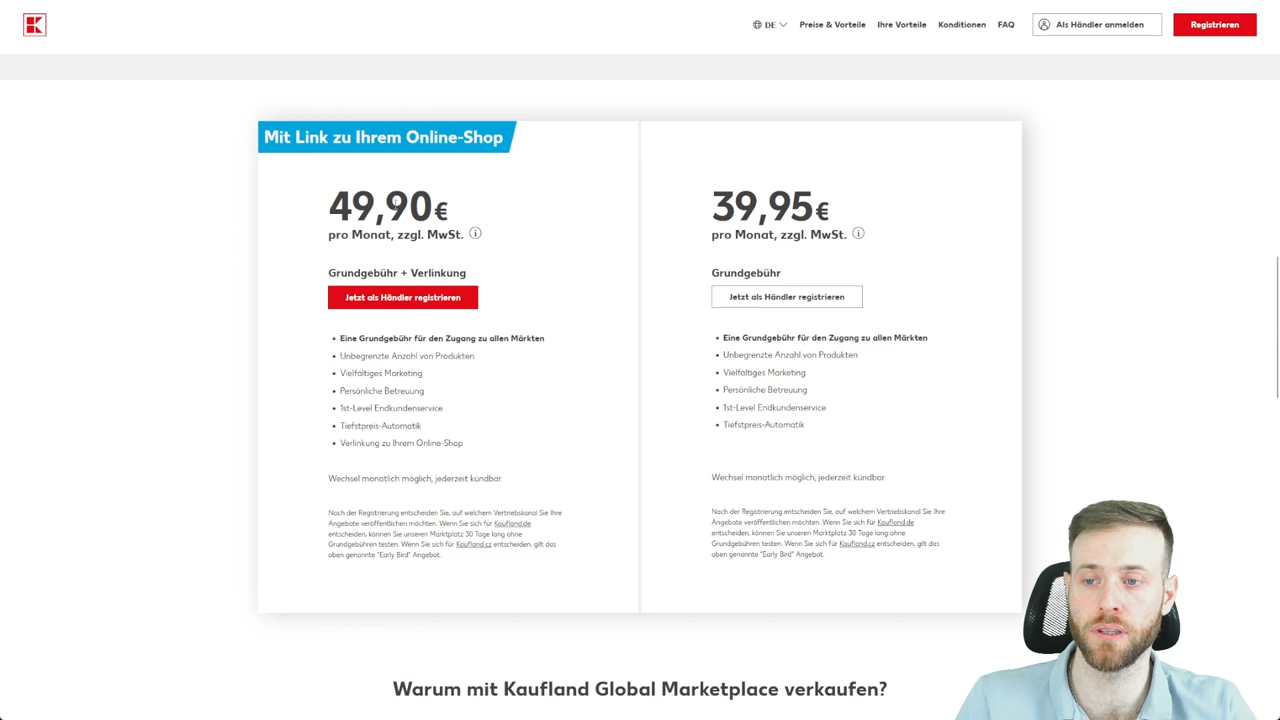 DE
Preise & Vorteile
Ihre Vorteile
Konditionen
FAQ
Als Händler anmelden
Registrieren
Mit Link zu Ihrem Online-Shop
49,90 €
pro Monat, zzgl. MwSt.
Grundgebühr + Verlinkung
Jetzt als Händler registrieren
• Eine Grundgebühr für den Zugang zu allen Märkten
• Unbegrenzte Anzahl von Produkten
• Vielfältiges Marketing
• Persönliche Betreuung
• 1st-Level Endkundenservice
• Tiefstpreis-Automatik
• Verlinkung zu Ihrem Online-Shop
Wechsel monatlich möglich, jederzeit kündbar
Nach der Registrierung entscheiden Sie, auf welchem Vertriebskanal Sie Ihre
Angebote veröffentlichen möchten. Wenn Sie sich für Kaufland.de
entscheiden, können Sie unseren Marktplatz 30 Tage lang ohne
Grundgebühren testen. Wenn Sie sich für Kaufland.cz entscheiden, gilt das
oben genannte "Early Bird" Angebot.
39,95 €
pro Monat, zzgl. MwSt.
Grundgebühr
Jetzt als Händler registrieren
• Eine Grundgebühr für den Zugang zu allen Märkten
• Unbegrenzte Anzahl von Produkten
• Vielfältiges Marketing
• Persönliche Betreuung
• 1st-Level Endkundenservice
• Tiefstpreis-Automatik
Wechsel monatlich möglich, jederzeit kündbar
Nach der Registrierung entscheiden Sie, auf welchem Vertriebskanal Sie Ihre
Angebote veröffentlichen möchten. Wenn Sie sich für Kaufland.de
entscheiden, können Sie unseren Marktplatz 30 Tage lang ohne
Grundgebühren testen. Wenn Sie sich für Kaufland.cz entscheiden, gilt das
oben genannte "Early Bird" Angebot.
Warum mit Kaufland Global Marketplace verkaufen?